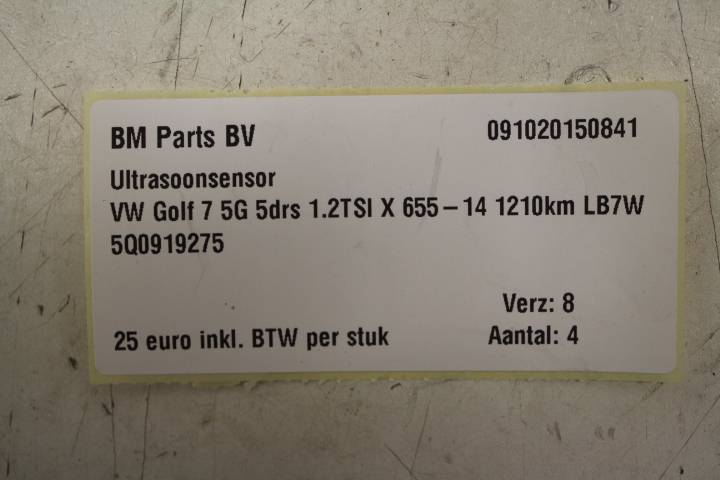 BM Parts BV 091020150841
Ultrasoonsensor
VW Golf 7 5G 5drs 1.2TSI X 655-14 1210km LB7W
5Q0919275
Verz: 8
25 euro inkl. BTW per stuk Aantal: 4